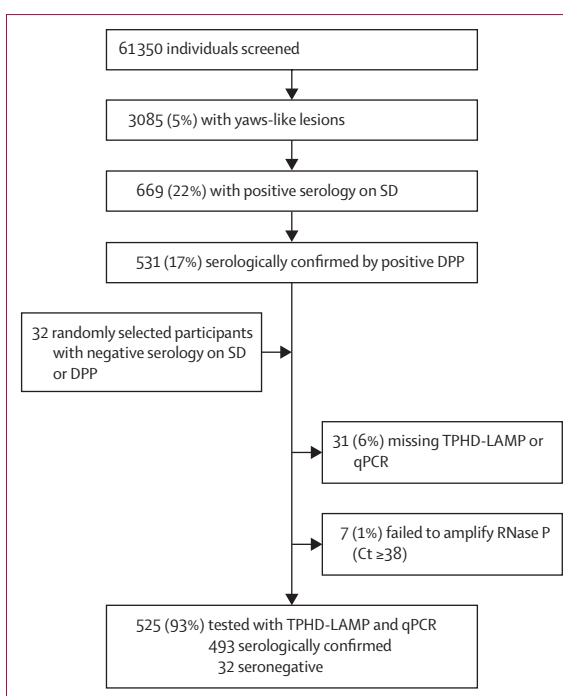 61350 individuals screened
3085 (5%) with yaws-like lesions
669 (22%) with positive serology on SD
531 (17%) serologically confirmed by positive DPP
32 randomly selected participants
with negative serology on SD
or DPP
31 (6%) missing TPHD-LAMP or
qPCR
7 (1%) failed to amplify RNase P
(Ct ≥38)
525 (93%) tested with TPHD-LAMP and qPCR
493 serologically confirmed
32 seronegative